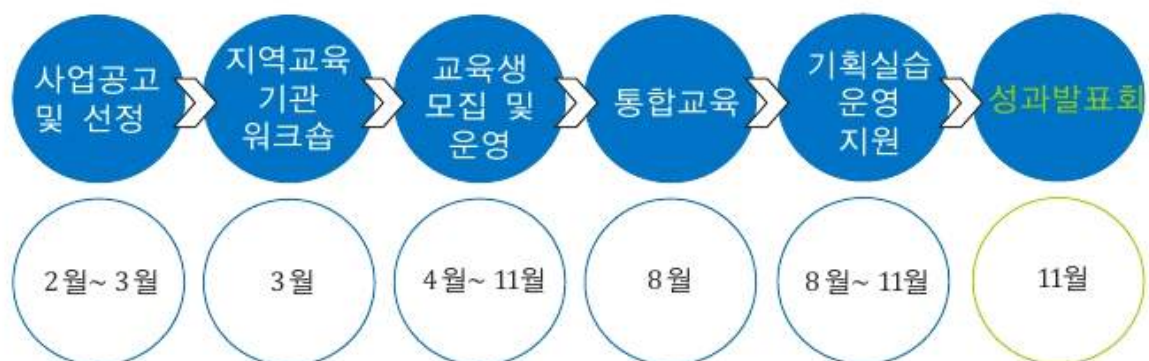 사업공고
및 선정
지역교육
기관
워크숍
교육생
모집 및
운영
통합교육
기획실습
운영
지원
성과발표회
2월~ 3월
3월
4월~ 11월
8월
8월~ 11월
11월